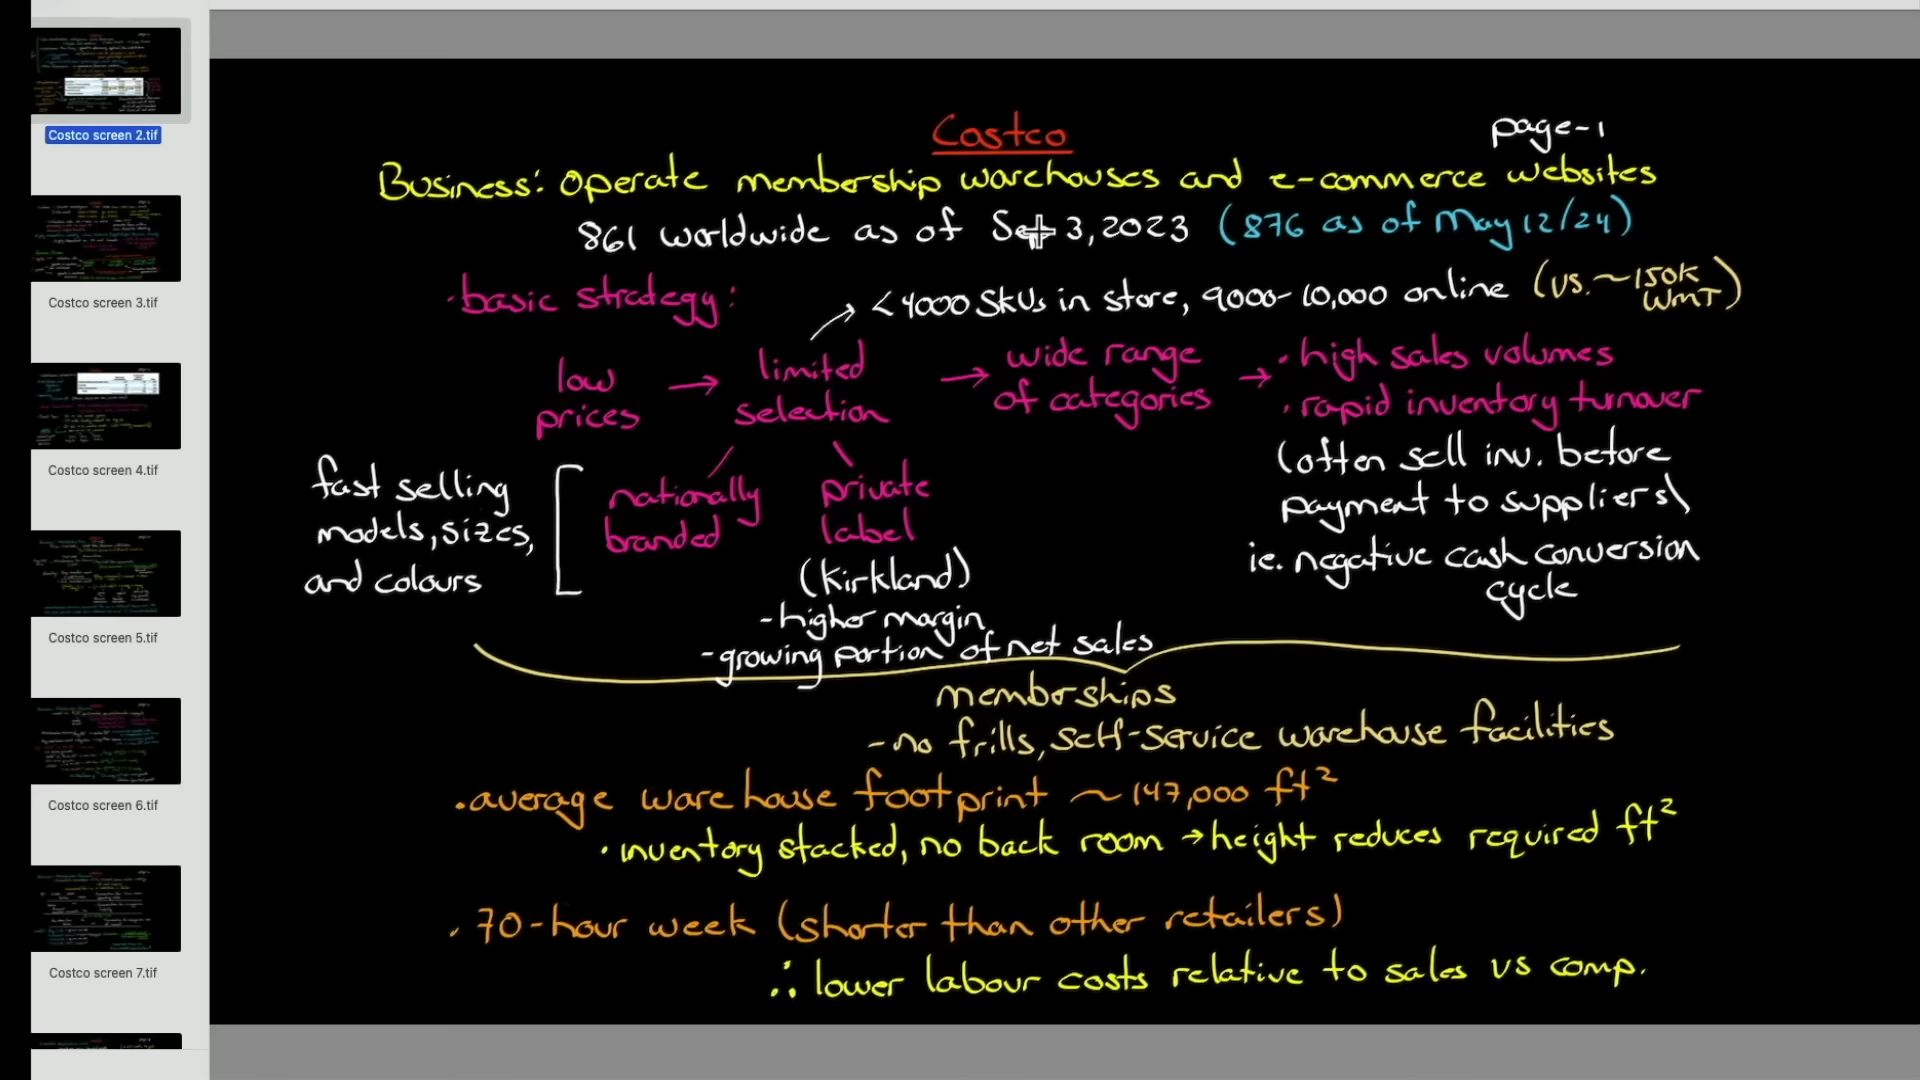 Costco
page-1
Business: operate membership warehouses and e-commerce websites
861 worldwide as of Sept 3, 2023 (876 as of May 12/24)
· basic strategy:
< 4000 SKUs in store, 9000-10,000 online (vs. ~150K WMT)
low prices → limited selection → wide range of categories → · high sales volumes
· rapid inventory turnover
(often sell inv. before
payment to suppliers)
ie. negative cash conversion
cycle
fast selling
models, sizes,
and colours
nationally
branded
private
label
(Kirkland)
- higher margin
- growing portion of net sales
memberships
- no frills, self-service warehouse facilities
· average warehouse footprint ~ 147,000 ft²
· inventory stacked, no back room → height reduces required ft²
· 70-hour week (shorter than other retailers)
∴ lower labour costs relative to sales vs comp.
Costco screen 2.tif
Costco screen 3.tif
Costco screen 4.tif
Costco screen 5.tif
Costco screen 6.tif
Costco screen 7.tif